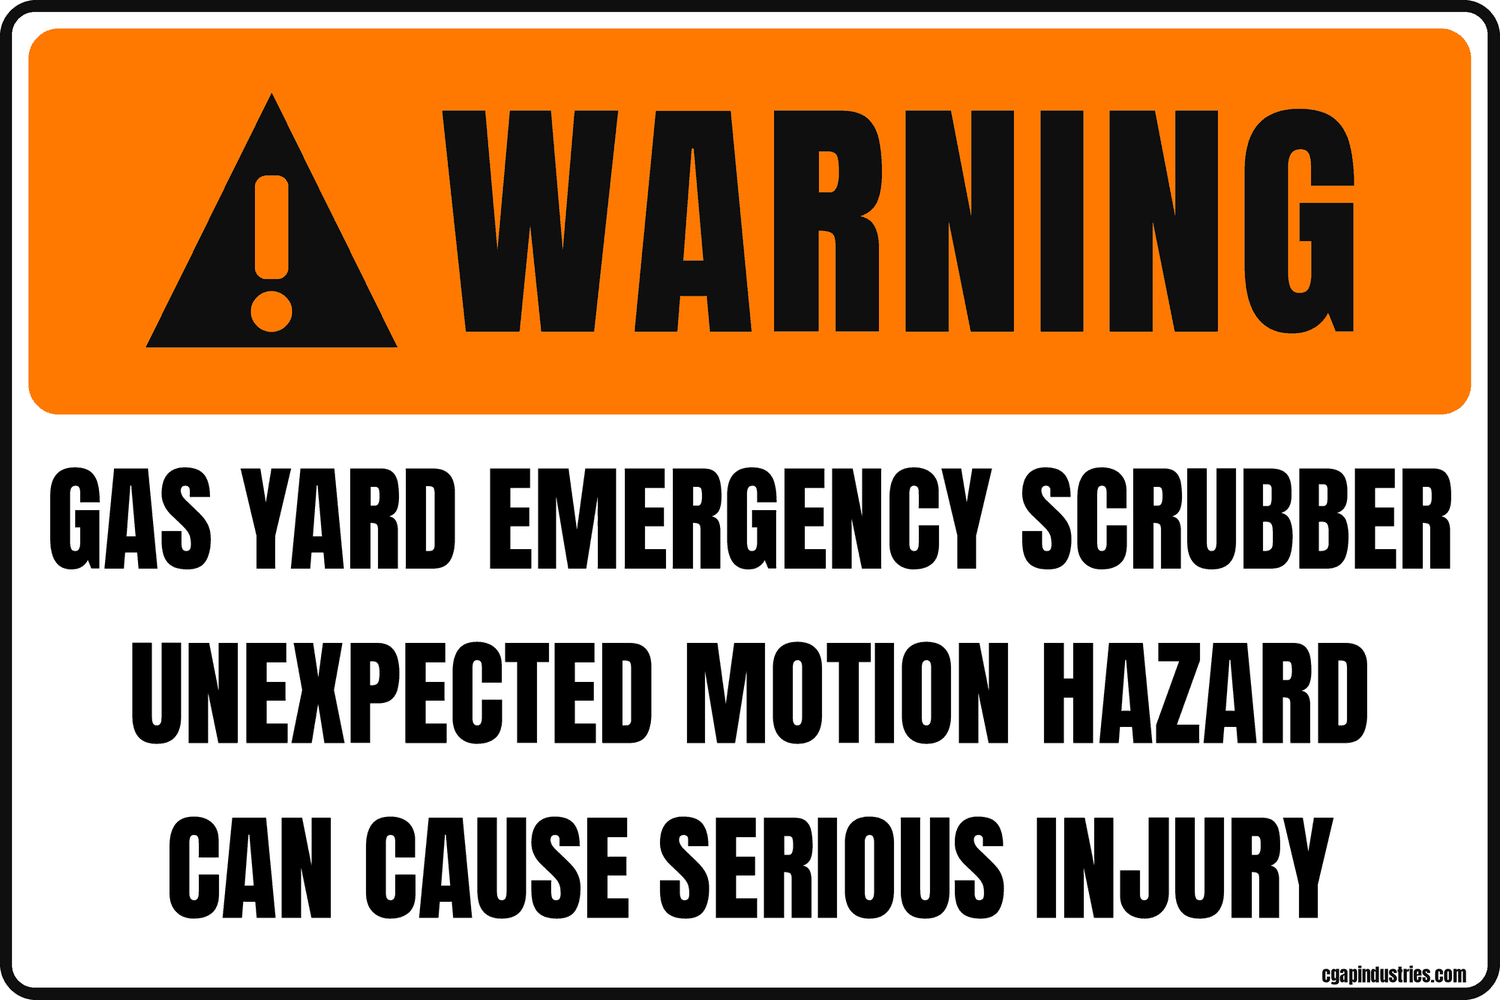 WARNING
GAS YARD EMERGENCY SCRUBBER
UNEXPECTED MOTION HAZARD
CAN CAUSE SERIOUS INJURY
cgapindustries.com